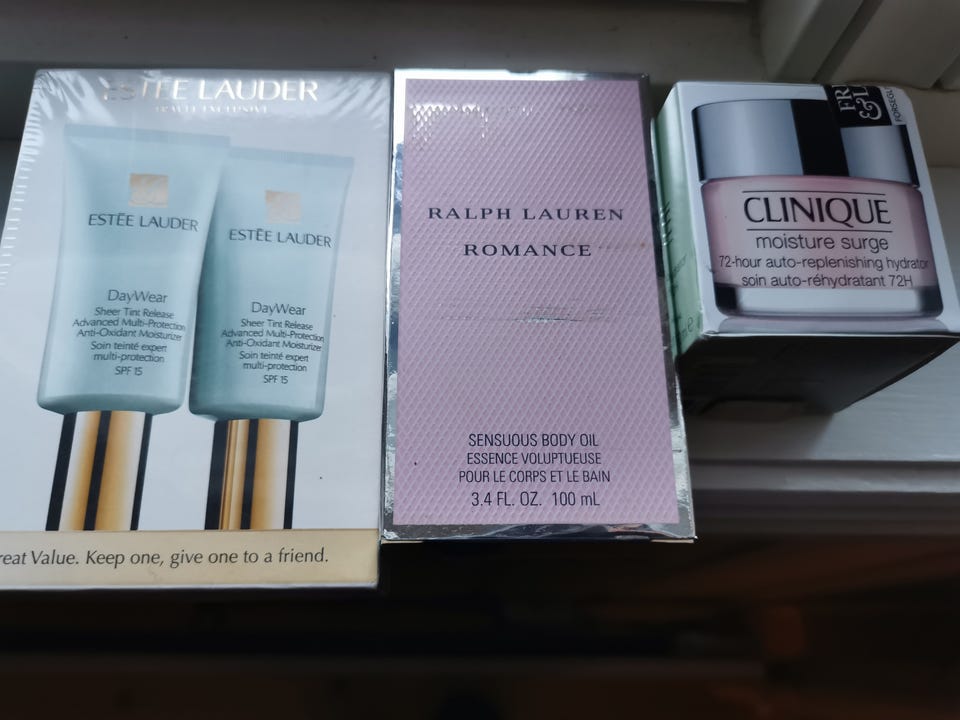 ESTĒE LAUDER
TRAVEL EXCLUSIVE
ESTĒE LAUDER
DayWear
Sheer Tint Release
Advanced Multi-Protection
Anti-Oxidant Moisturizer
Soin teinté expert
multi-protection
SPF 15
ESTĒE LAUDER
DayWear
Sheer Tint Release
Advanced Multi-Protection
Anti-Oxidant Moisturizer
Soin teinté expert
multi-protection
SPF 15
reat Value. Keep one, give one to a friend.
RALPH LAUREN
ROMANCE
SENSUOUS BODY OIL
ESSENCE VOLUPTUEUSE
POUR LE CORPS ET LE BAIN
3.4 FL. OZ. 100 mL
FR
& L
FORSEGL
CLINIQUE
moisture surge
72-hour auto-replenishing hydrator
soin auto-réhydratant 72H